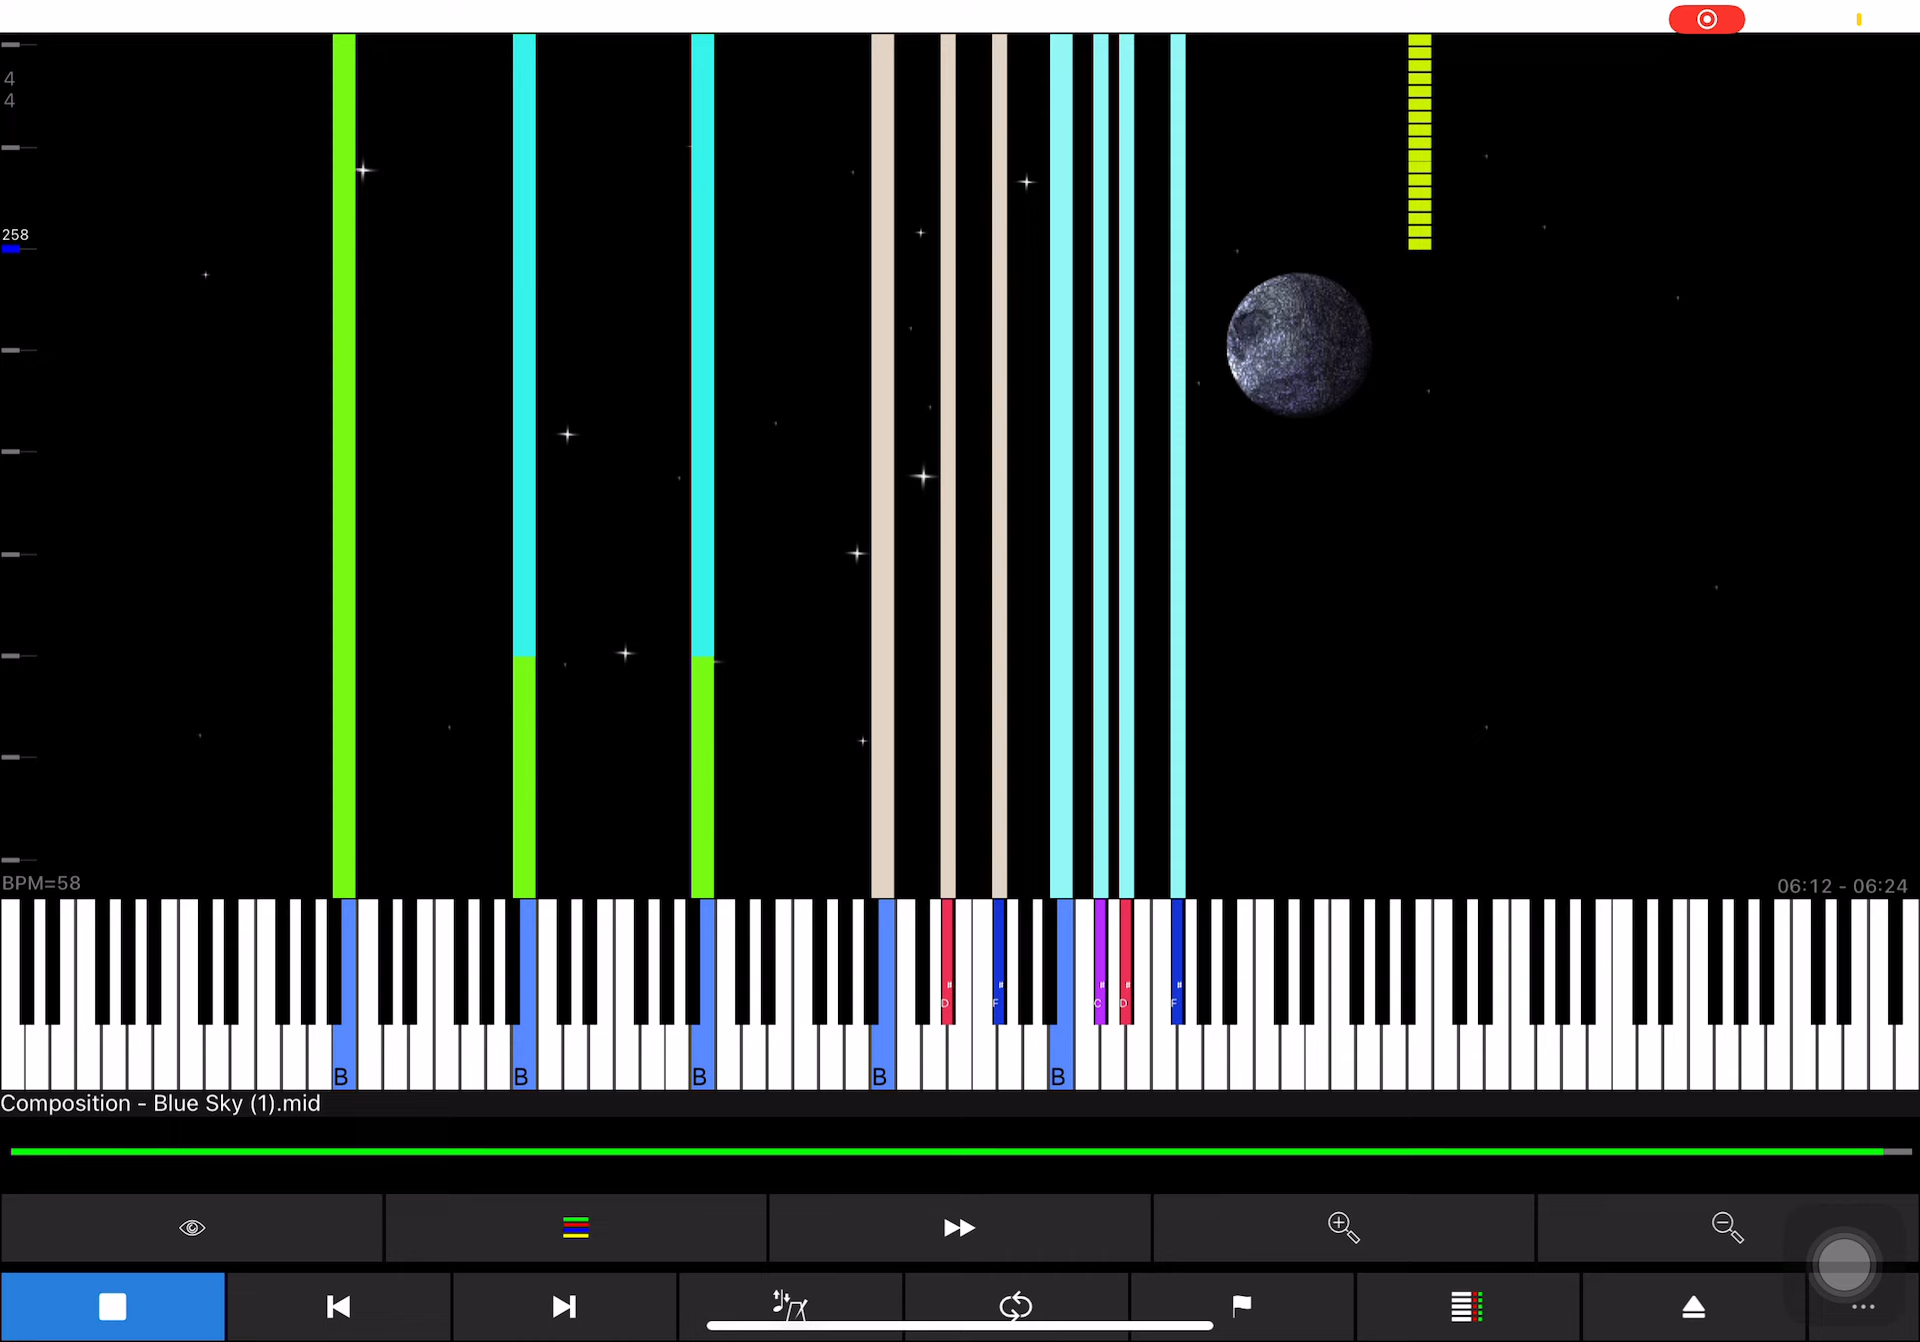 4
4
258
BPM=58
06:12 - 06:24
D# F# C# D# F#
B B B B B
Composition - Blue Sky (1).mid